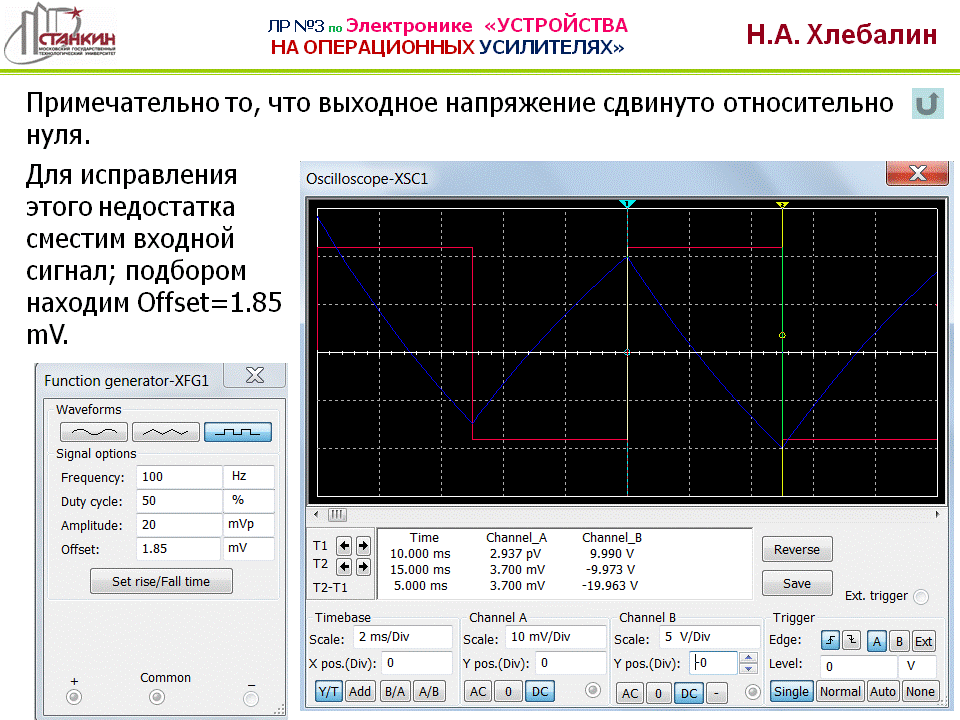 СТАНКИН
МОСКОВСКИЙ ГОСУДАРСТВЕННЫЙ
ТЕХНОЛОГИЧЕСКИЙ УНИВЕРСИТЕТ
ЛР №3 по Электронике «УСТРОЙСТВА
НА ОПЕРАЦИОННЫХ УСИЛИТЕЛЯХ»
Н.А. Хлебалин
Примечательно то, что выходное напряжение сдвинуто относительно
нуля.
Для исправления
этого недостатка
сместим входной
сигнал; подбором
находим Offset=1.85
mV.
Function generator-XFG1
Waveforms
Signal options
Frequency: 100 Hz
Duty cycle: 50 %
Amplitude: 20 mVp
Offset: 1.85 mV
Set rise/Fall time
+ Common −
Oscilloscope-XSC1
1 2
Time Channel_A Channel_B
T1 10.000 ms 2.937 pV 9.990 V
T2 15.000 ms 3.700 mV -9.973 V
T2-T1 5.000 ms 3.700 mV -19.963 V
Reverse
Save
Ext. trigger
Timebase
Scale: 2 ms/Div
X pos.(Div): 0
Y/T Add B/A A/B
Channel A
Scale: 10 mV/Div
Y pos.(Div): 0
AC 0 DC
Channel B
Scale: 5 V/Div
Y pos.(Div): -0
AC 0 DC -
Trigger
Edge: A B Ext
Level: 0 V
Single Normal Auto None